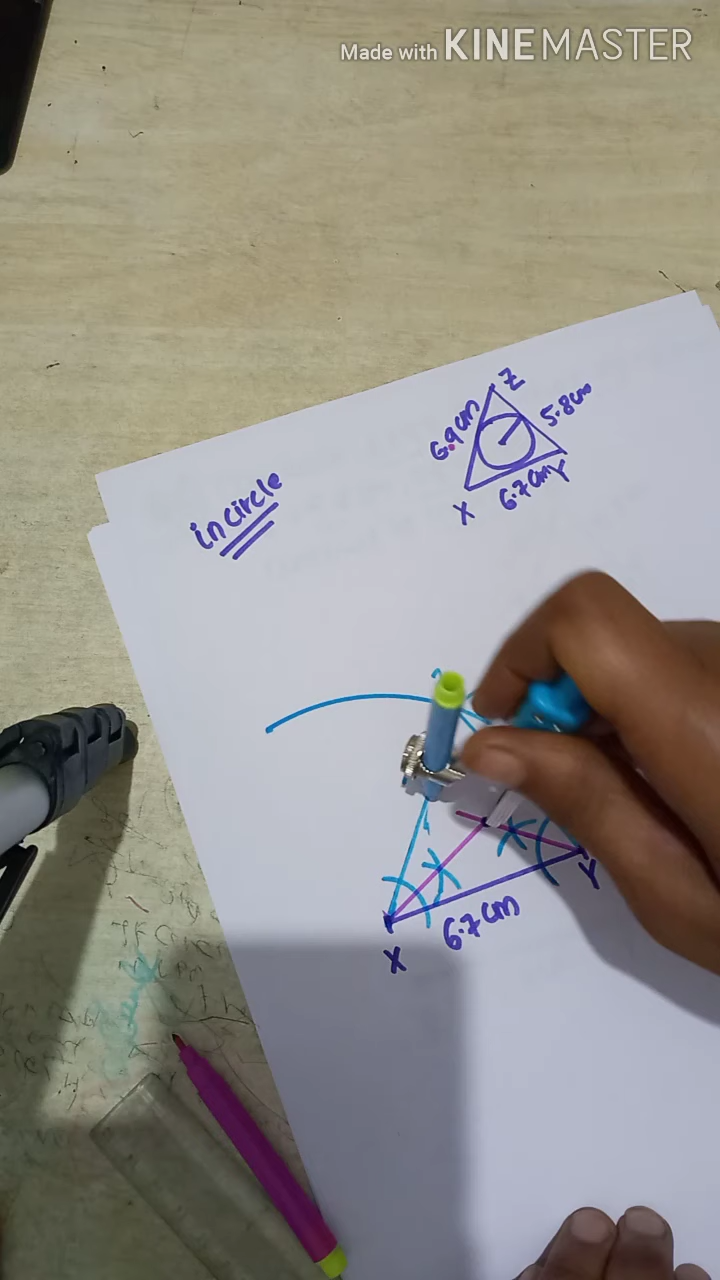 Made with KINEMASTER
Z
6.9cm
5.8cm
X
6.7cm
Y
incircle
X
6.7cm
Y